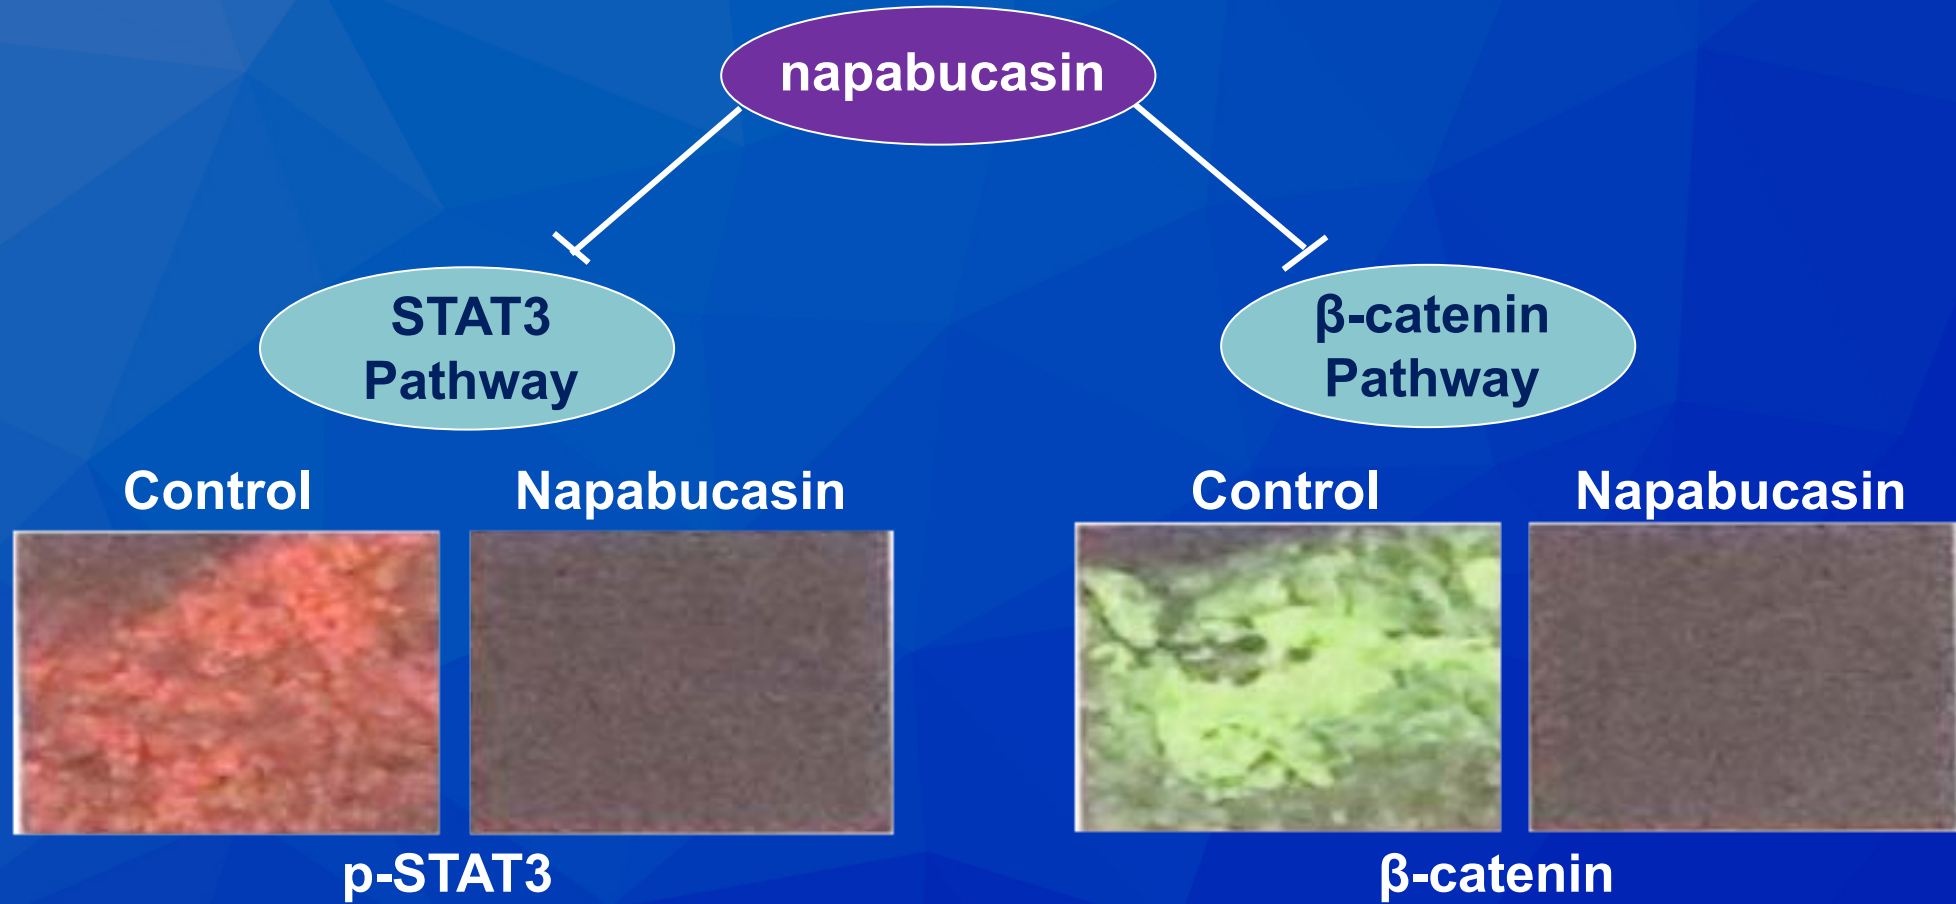 napabucasin
STAT3
Pathway
β-catenin
Pathway
Control
Napabucasin
Control
Napabucasin
p-STAT3
β-catenin